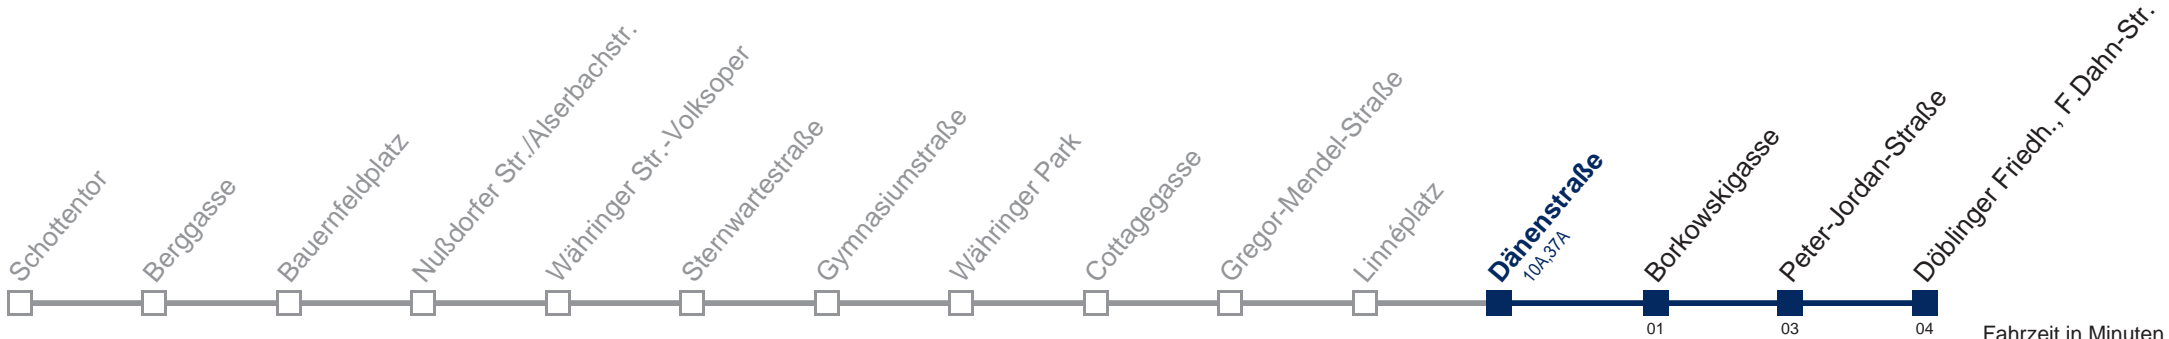 Schottentor
Berggasse
Bauernfeldplatz
Nußdorfer Str./Alserbachstr.
Währinger Str.-Volksoper
Sternwartestraße
Gymnasiumstraße
Währinger Park
Cottagegasse
Gregor-Mendel-Straße
Linnéplatz
Dänenstraße
10A,37A
Borkowskigasse
Peter-Jordan-Straße
Döblinger Friedh., F.Dahn-Str.
01
03
04
Fahrzeit in Minuten